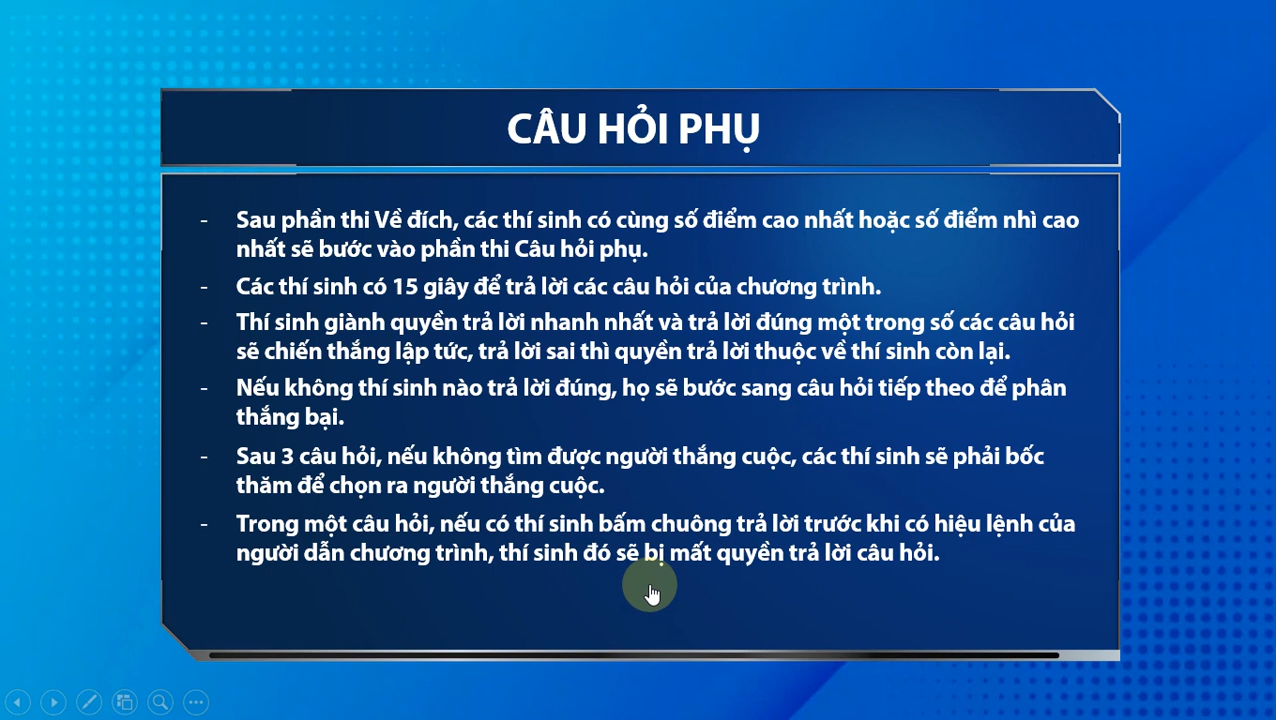 CÂU HỎI PHỤ
- Sau phần thi Về đích, các thí sinh có cùng số điểm cao nhất hoặc số điểm nhì cao
nhất sẽ bước vào phần thi Câu hỏi phụ.
- Các thí sinh có 15 giây để trả lời các câu hỏi của chương trình.
- Thí sinh giành quyền trả lời nhanh nhất và trả lời đúng một trong số các câu hỏi
sẽ chiến thắng lập tức, trả lời sai thì quyền trả lời thuộc về thí sinh còn lại.
- Nếu không thí sinh nào trả lời đúng, họ sẽ bước sang câu hỏi tiếp theo để phân
thắng bại.
- Sau 3 câu hỏi, nếu không tìm được người thắng cuộc, các thí sinh sẽ phải bốc
thăm để chọn ra người thắng cuộc.
- Trong một câu hỏi, nếu có thí sinh bấm chuông trả lời trước khi có hiệu lệnh của
người dẫn chương trình, thí sinh đó sẽ bị mất quyền trả lời câu hỏi.